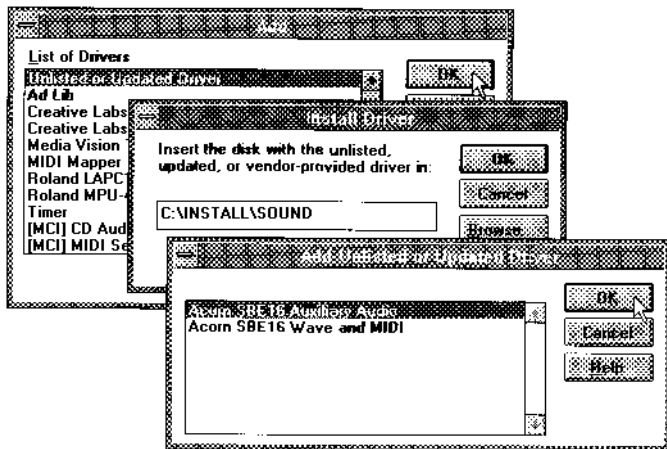 Add
List of Drivers
Unlisted or Updated Driver
Ad Lib
Creative Labs
Creative Labs
Media Vision
MIDI Mapper
Roland LAPC1
Roland MPU-
Timer
[MCI] CD Aud
[MCI] MIDI Se
OK
Install Driver
Insert the disk with the unlisted,
updated, or vendor-provided driver in:
C:\INSTALL\SOUND
OK
Cancel
Browse
Add Unlisted or Updated Driver
Acorn SBE16 Auxiliary Audio
Acorn SBE16 Wave and MIDI
OK
Cancel
Help